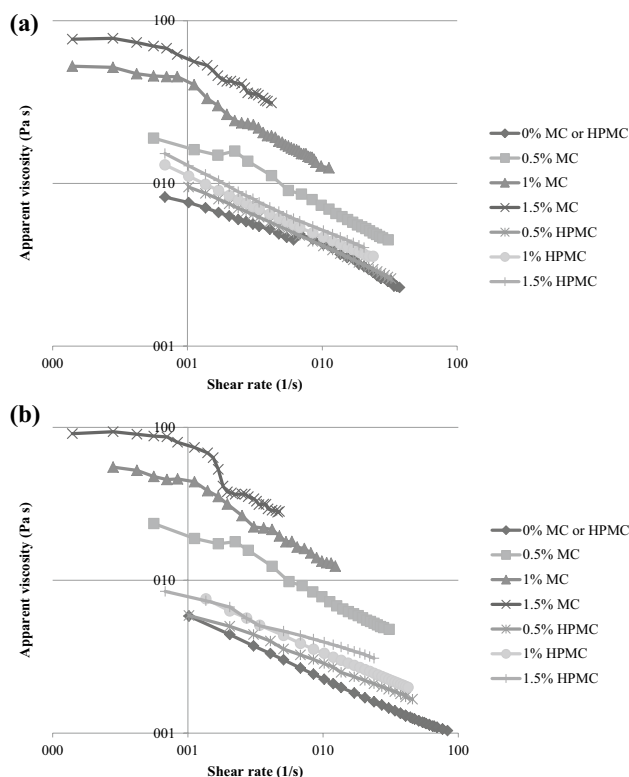 (a)
100
010
001
Apparent viscosity (Pa s)
000 001 010 100
Shear rate (1/s)
0% MC or HPMC
0.5% MC
1% MC
1.5% MC
0.5% HPMC
1% HPMC
1.5% HPMC
(b)
100
010
001
Apparent viscosity (Pa s)
000 001 010 100
Shear rate (1/s)
0% MC or HPMC
0.5% MC
1% MC
1.5% MC
0.5% HPMC
1% HPMC
1.5% HPMC